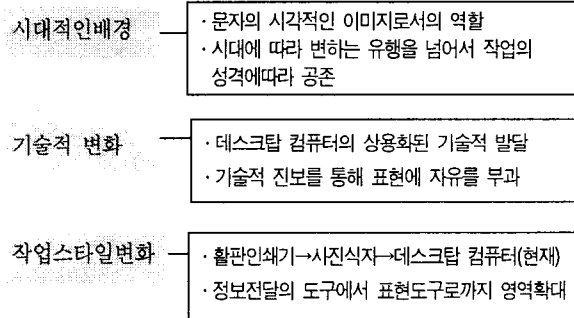 시대적인배경
· 문자의 시각적인 이미지로서의 역할
· 시대에 따라 변하는 유행을 넘어서 작업의
성격에따라 공존
기술적 변화
· 데스크탑 컴퓨터의 상용화된 기술적 발달
· 기술적 진보를 통해 표현에 자유를 부과
작업스타일변화
· 활판인쇄기→사진식자→데스크탑 컴퓨터(현재)
· 정보전달의 도구에서 표현도구로까지 영역확대